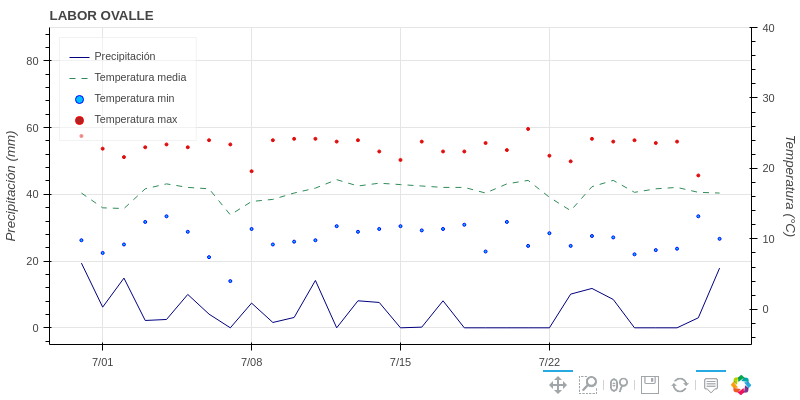 LABOR OVALLE
Precipitación
Temperatura media
Temperatura min
Temperatura max
Precipitación (mm)
80
60
40
20
0
Temperatura (°C)
40
30
20
10
0
7/01
7/08
7/15
7/22